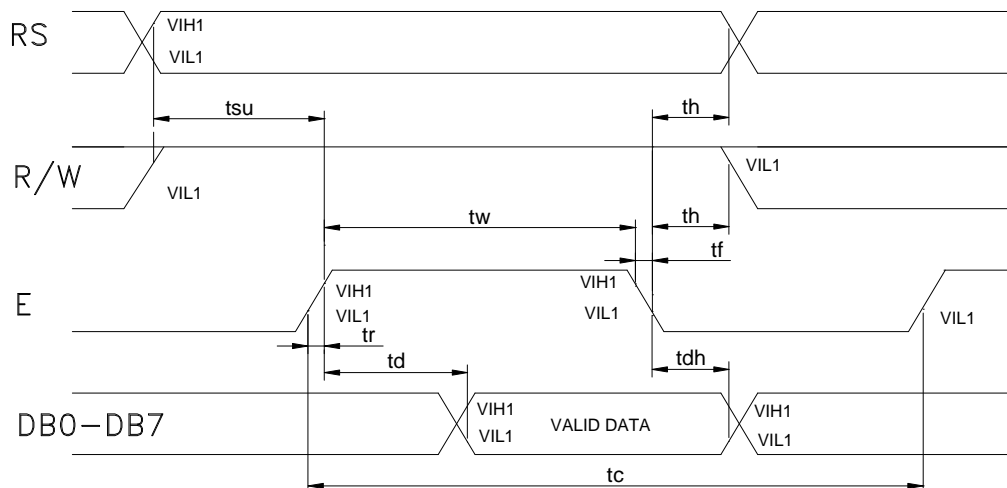 RS
VIH1
VIL1
tsu
th
R/W
VIL1
VIL1
tw
th
tf
E
VIH1
VIL1
VIH1
VIL1
VIL1
tr
td
tdh
DB0-DB7
VIH1
VIL1
VALID DATA
VIH1
VIL1
tc